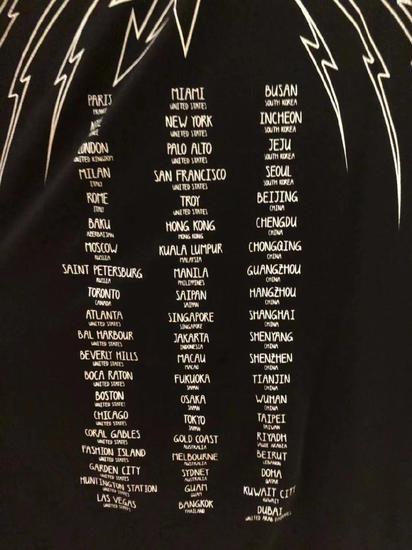 PARIS
FRANCE
LONDON
UNITED KINGDOM
MILAN
ITALY
ROME
ITALY
BAKU
AZERBAIJAN
MOSCOW
RUSSIA
SAINT PETERSBURG
RUSSIA
TORONTO
CANADA
ATLANTA
UNITED STATES
BAL HARBOUR
UNITED STATES
BEVERLY HILLS
UNITED STATES
BOCA RATON
UNITED STATES
BOSTON
UNITED STATES
CHICAGO
UNITED STATES
CORAL GABLES
UNITED STATES
FASHION ISLAND
UNITED STATES
GARDEN CITY
UNITED STATES
HUNTINGTON STATION
UNITED STATES
LAS VEGAS
UNITED STATES
MIAMI
UNITED STATES
NEW YORK
UNITED STATES
PALO ALTO
UNITED STATES
SAN FRANCISCO
UNITED STATES
TROY
UNITED STATES
HONG KONG
HONG KONG
KUALA LUMPUR
MALAYSIA
MANILA
PHILIPPINES
SAIPAN
SAIPAN
SINGAPORE
SINGAPORE
JAKARTA
INDONESIA
MACAU
MACAU
FUKUOKA
JAPAN
OSAKA
JAPAN
TOKYO
JAPAN
GOLD COAST
AUSTRALIA
MELBOURNE
AUSTRALIA
SYDNEY
AUSTRALIA
GUAM
GUAM
BANGKOK
THAILAND
BUSAN
SOUTH KOREA
INCHEON
SOUTH KOREA
JEJU
SOUTH KOREA
SEOUL
SOUTH KOREA
BEIJING
CHINA
CHENGDU
CHINA
CHONGQING
CHINA
GUANGZHOU
CHINA
HANGZHOU
CHINA
SHANGHAI
CHINA
SHENYANG
CHINA
SHENZHEN
CHINA
TIANJIN
CHINA
WUHAN
CHINA
TAIPEI
TAIWAN
RIYADH
SAUDI ARABIA
BEIRUT
LEBANON
DOHA
QATAR
KUWAIT CITY
KUWAIT
DUBAI
UNITED ARAB EMIRATES